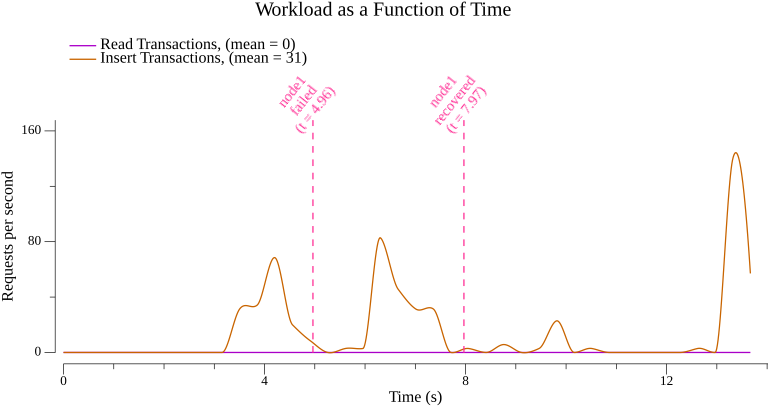 Workload as a Function of Time
Read Transactions, (mean = 0)
Insert Transactions, (mean = 31)
node1
failed
(t = 4.96)
node1
recovered
(t = 7.97)
Requests per second
160
80
0
0
4
8
12
Time (s)